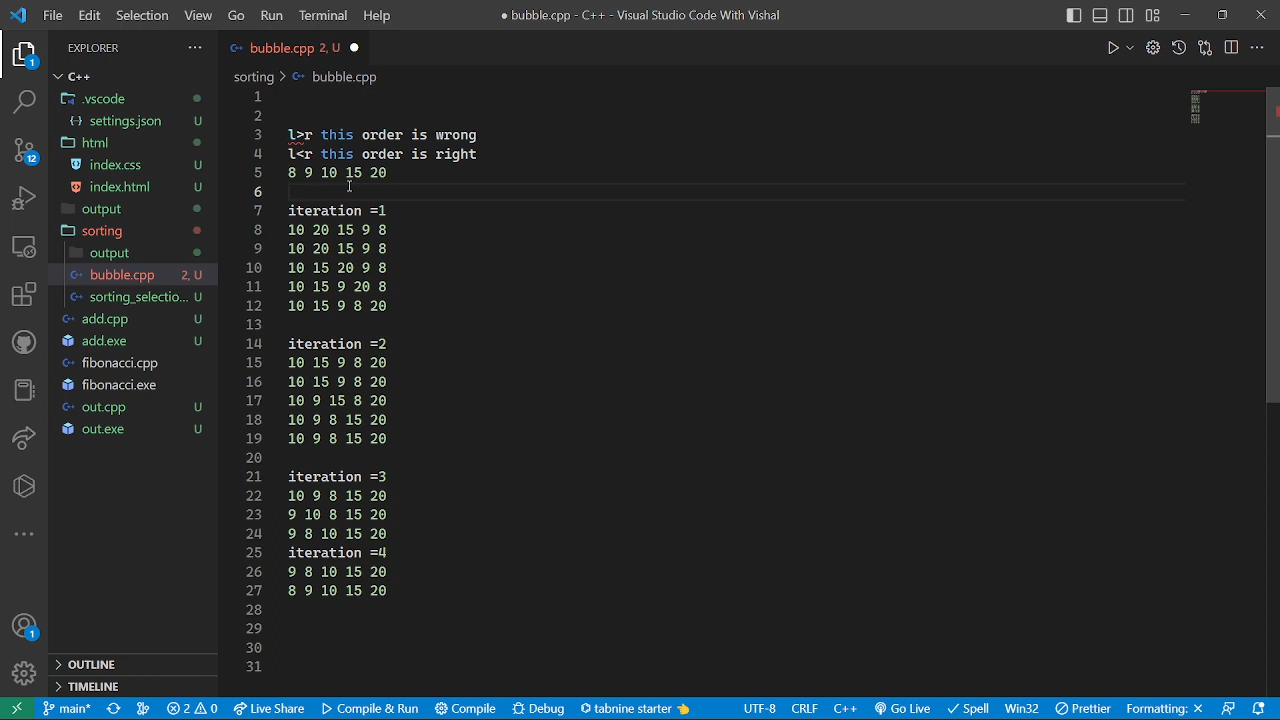 File Edit Selection View Go Run Terminal Help
● bubble.cpp - C++ - Visual Studio Code With Vishal
EXPLORER
C++
.vscode
settings.json
html
index.css U
index.html U
output
sorting
output
bubble.cpp 2, U
sorting_selectio... U
add.cpp U
add.exe U
fibonacci.cpp
fibonacci.exe
out.cpp U
out.exe U
OUTLINE
TIMELINE
bubble.cpp 2, U
sorting > bubble.cpp
1
2
3 l>r this order is wrong
4 l<r this order is right
5 8 9 10 15 20
6
7 iteration =1
8 10 20 15 9 8
9 10 20 15 9 8
10 10 15 20 9 8
11 10 15 9 20 8
12 10 15 9 8 20
13
14 iteration =2
15 10 15 9 8 20
16 10 15 9 8 20
17 10 9 15 8 20
18 10 9 8 15 20
19 10 9 8 15 20
20
21 iteration =3
22 10 9 8 15 20
23 9 10 8 15 20
24 9 8 10 15 20
25 iteration =4
26 9 8 10 15 20
27 8 9 10 15 20
28
29
30
31
1
12
1
main* 2 0 Live Share Compile & Run Compile Debug tabnine starter 👈 UTF-8 CRLF C++ Go Live Spell Win32 Prettier Formatting: ×